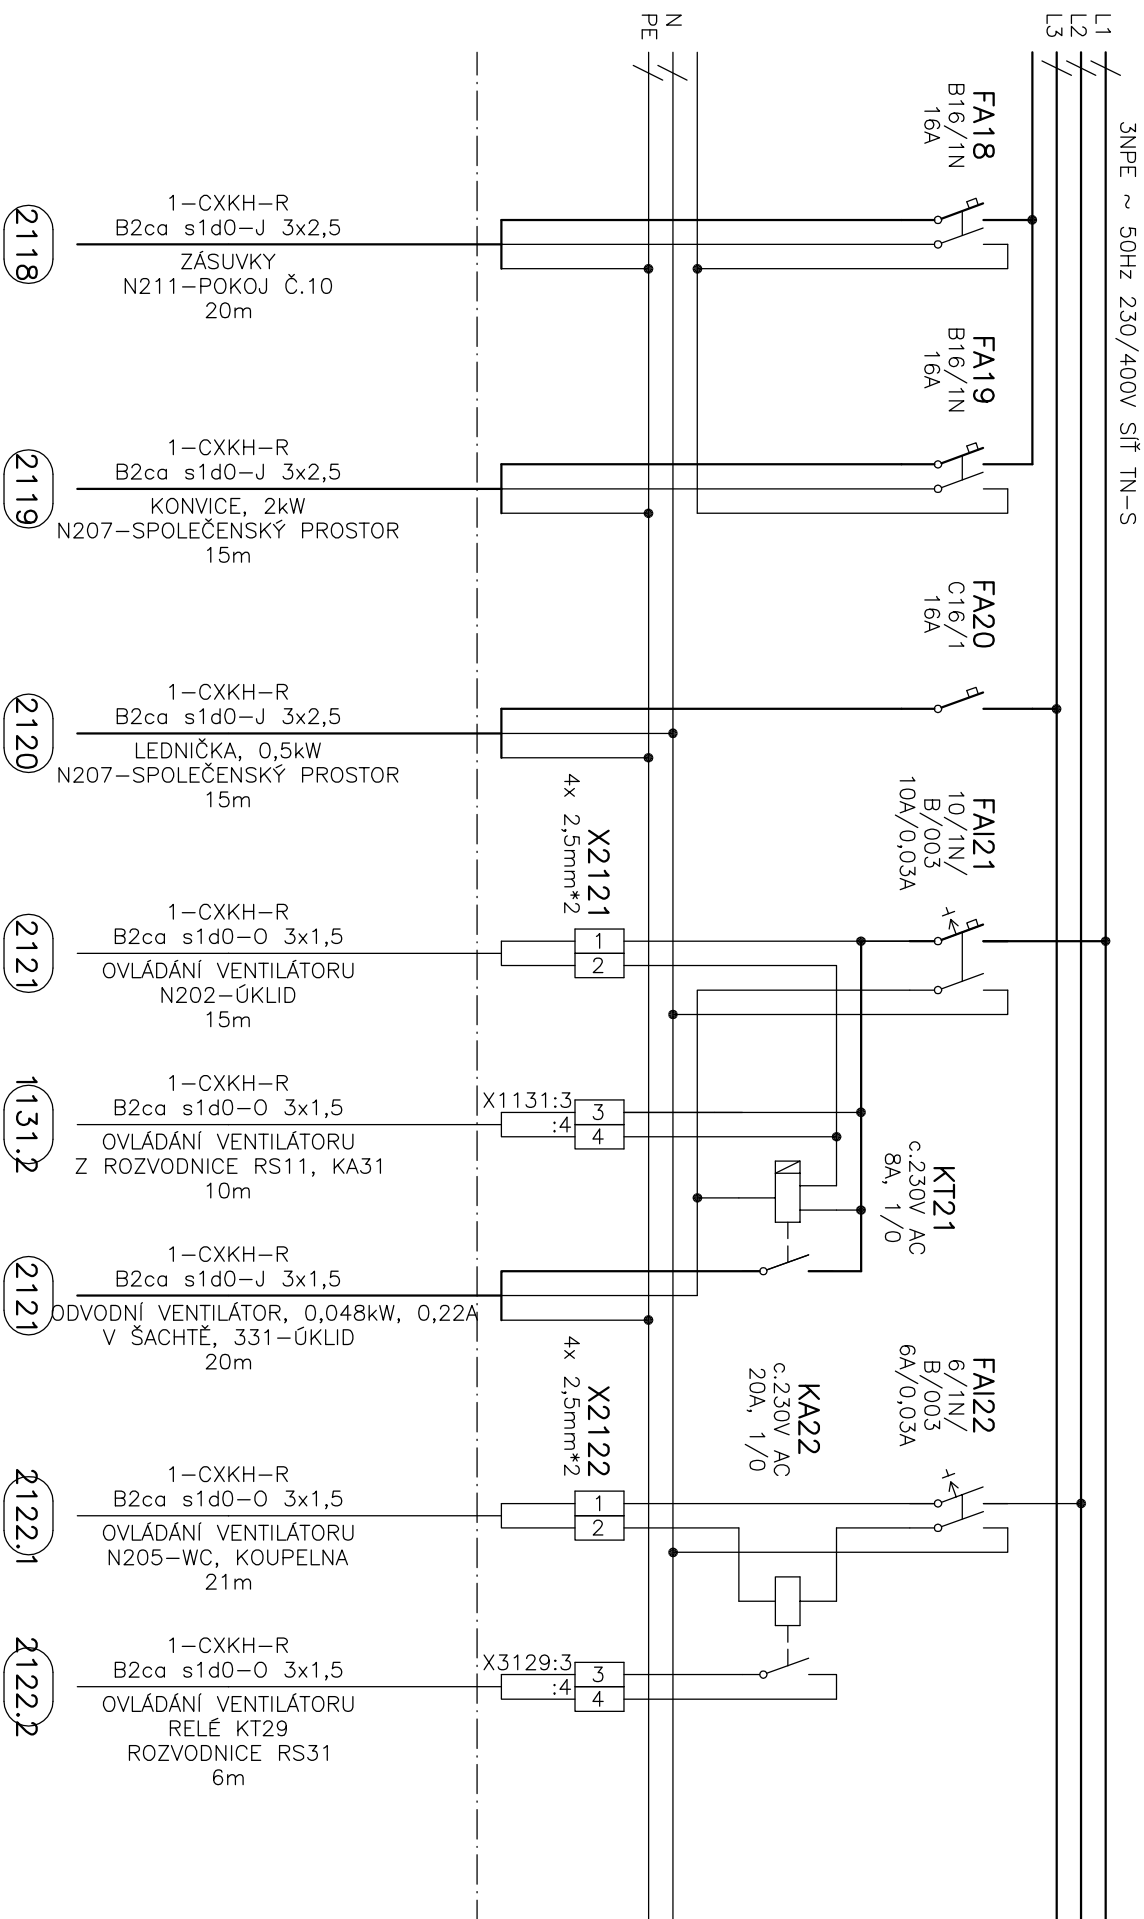 L1
L2
L3
N
PE
3NPE ~ 50Hz 230/400V SÍŤ TN-S
FA18
B16/1N
16A
1-CXKH-R
B2ca s1d0-J 3x2,5
ZÁSUVKY
N211-POKOJ Č.10
20m
2118
FA19
B16/1N
16A
1-CXKH-R
B2ca s1d0-J 3x2,5
KONVICE, 2kW
N207-SPOLEČENSKÝ PROSTOR
15m
2119
FA20
C16/1
16A
1-CXKH-R
B2ca s1d0-J 3x2,5
LEDNIČKA, 0,5kW
N207-SPOLEČENSKÝ PROSTOR
15m
2120
FAI21
10/1N/
B/003
10A/0,03A
X2121
4x 2,5mm*2
1
2
1-CXKH-R
B2ca s1d0-O 3x1,5
OVLÁDÁNÍ VENTILÁTORU
N202-ÚKLID
15m
2121
X1131:3
:4
3
4
1-CXKH-R
B2ca s1d0-O 3x1,5
OVLÁDÁNÍ VENTILÁTORU
Z ROZVODNICE RS11, KA31
10m
1131.2
KT21
c.230V AC
8A, 1/0
1-CXKH-R
B2ca s1d0-J 3x1,5
ODVODNÍ VENTILÁTOR, 0,048kW, 0,22A
V ŠACHTĚ, 331-ÚKLID
20m
2121
FAI22
6/1N/
B/003
6A/0,03A
KA22
c.230V AC
20A, 1/0
X2122
4x 2,5mm*2
1
2
1-CXKH-R
B2ca s1d0-O 3x1,5
OVLÁDÁNÍ VENTILÁTORU
N205-WC, KOUPELNA
21m
2122.1
X3129:3
:4
3
4
1-CXKH-R
B2ca s1d0-O 3x1,5
OVLÁDÁNÍ VENTILÁTORU
RELÉ KT29
ROZVODNICE RS31
6m
2122.2